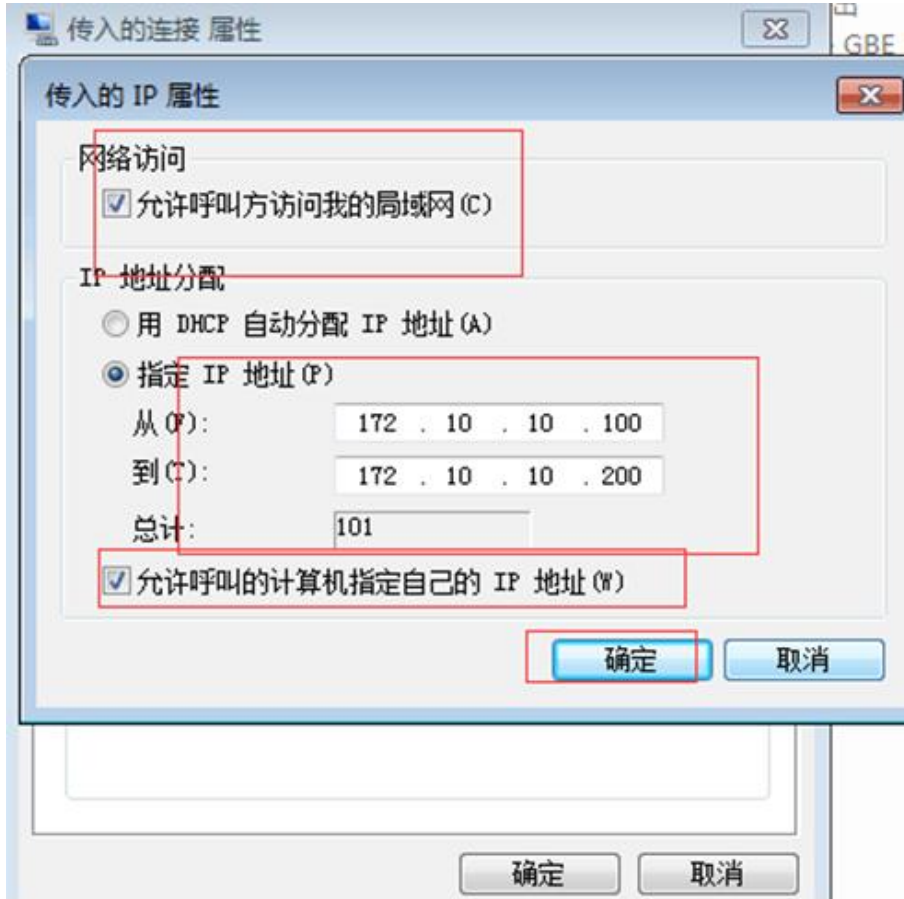 传入的连接 属性
出
GBE
传入的 IP 属性
网络访问
允许呼叫方访问我的局域网(C)
IP 地址分配
用 DHCP 自动分配 IP 地址(A)
指定 IP 地址(P)
从(F):
172 . 10 . 10 . 100
到(T):
172 . 10 . 10 . 200
总计:
101
允许呼叫的计算机指定自己的 IP 地址(W)
确定
取消
确定
取消